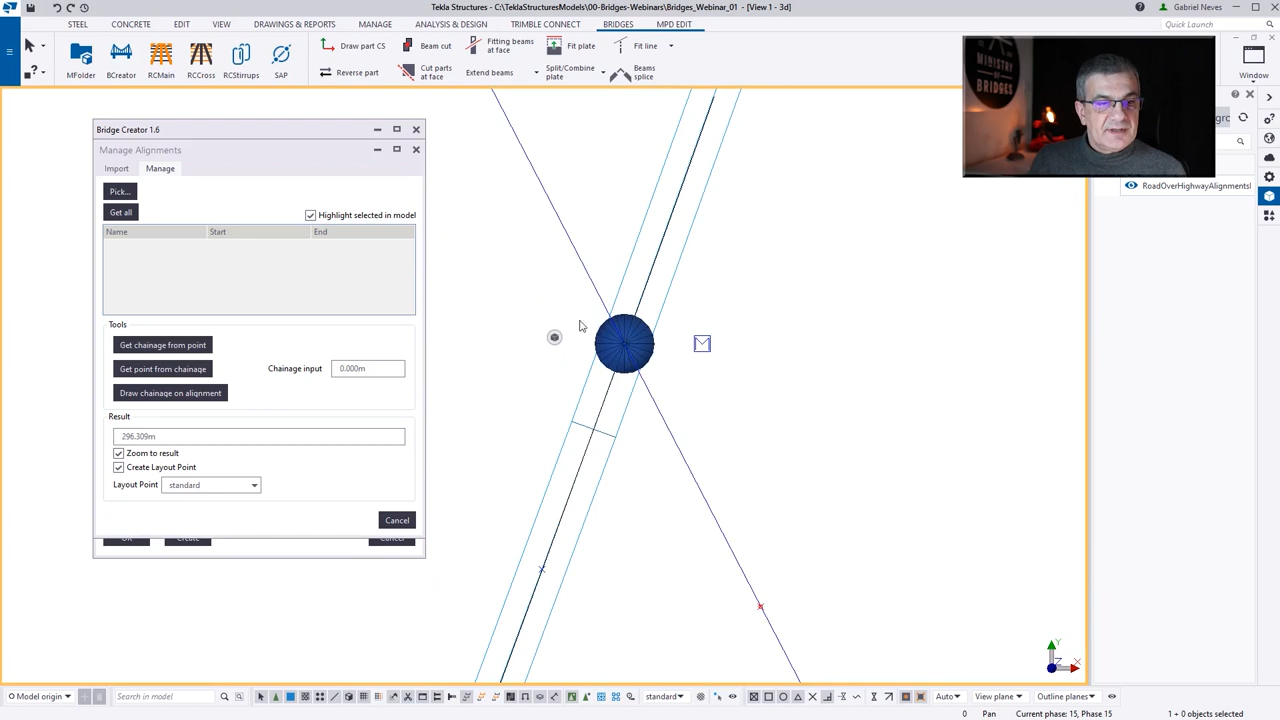 Tekla Structures - C:\TeklaStructuresModels\00-Bridges-Webinars\Bridges_Webinar_01 - [View 1 - 3d]
Gabriel Neves
STEEL CONCRETE EDIT VIEW DRAWINGS & REPORTS MANAGE ANALYSIS & DESIGN TRIMBLE CONNECT BRIDGES MPD EDIT
Quick Launch
MFolder BCreator RCMain RCCross RCStirrups SAP
Draw part CS
Reverse part
Beam cut
Cut parts at face
Fitting beams at face
Extend beams
Fit plate
Split/Combine plate
Fit line
Beams splice
Window
MINISTRY OF BRIDGES
Bridge Creator 1.6
Manage Alignments
Import Manage
Pick...
Get all
Highlight selected in model
Name Start End
Tools
Get chainage from point
Get point from chainage
Chainage input 0.000m
Draw chainage on alignment
Result
296.309m
Zoom to result
Create Layout Point
Layout Point standard
Cancel
RoadOverHighwayAlignmentsI
Y
Z X
Model origin Search in model standard Auto View plane Outline planes
0 Pan Current phase: 15, Phase 15 1 + 0 objects selected